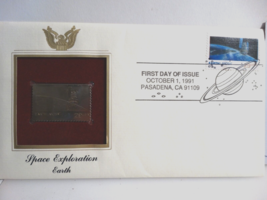 FIRST DAY OF ISSUE
OCTOBER 1, 1991
PASADENA, CA 91109
Space Exploration
Earth